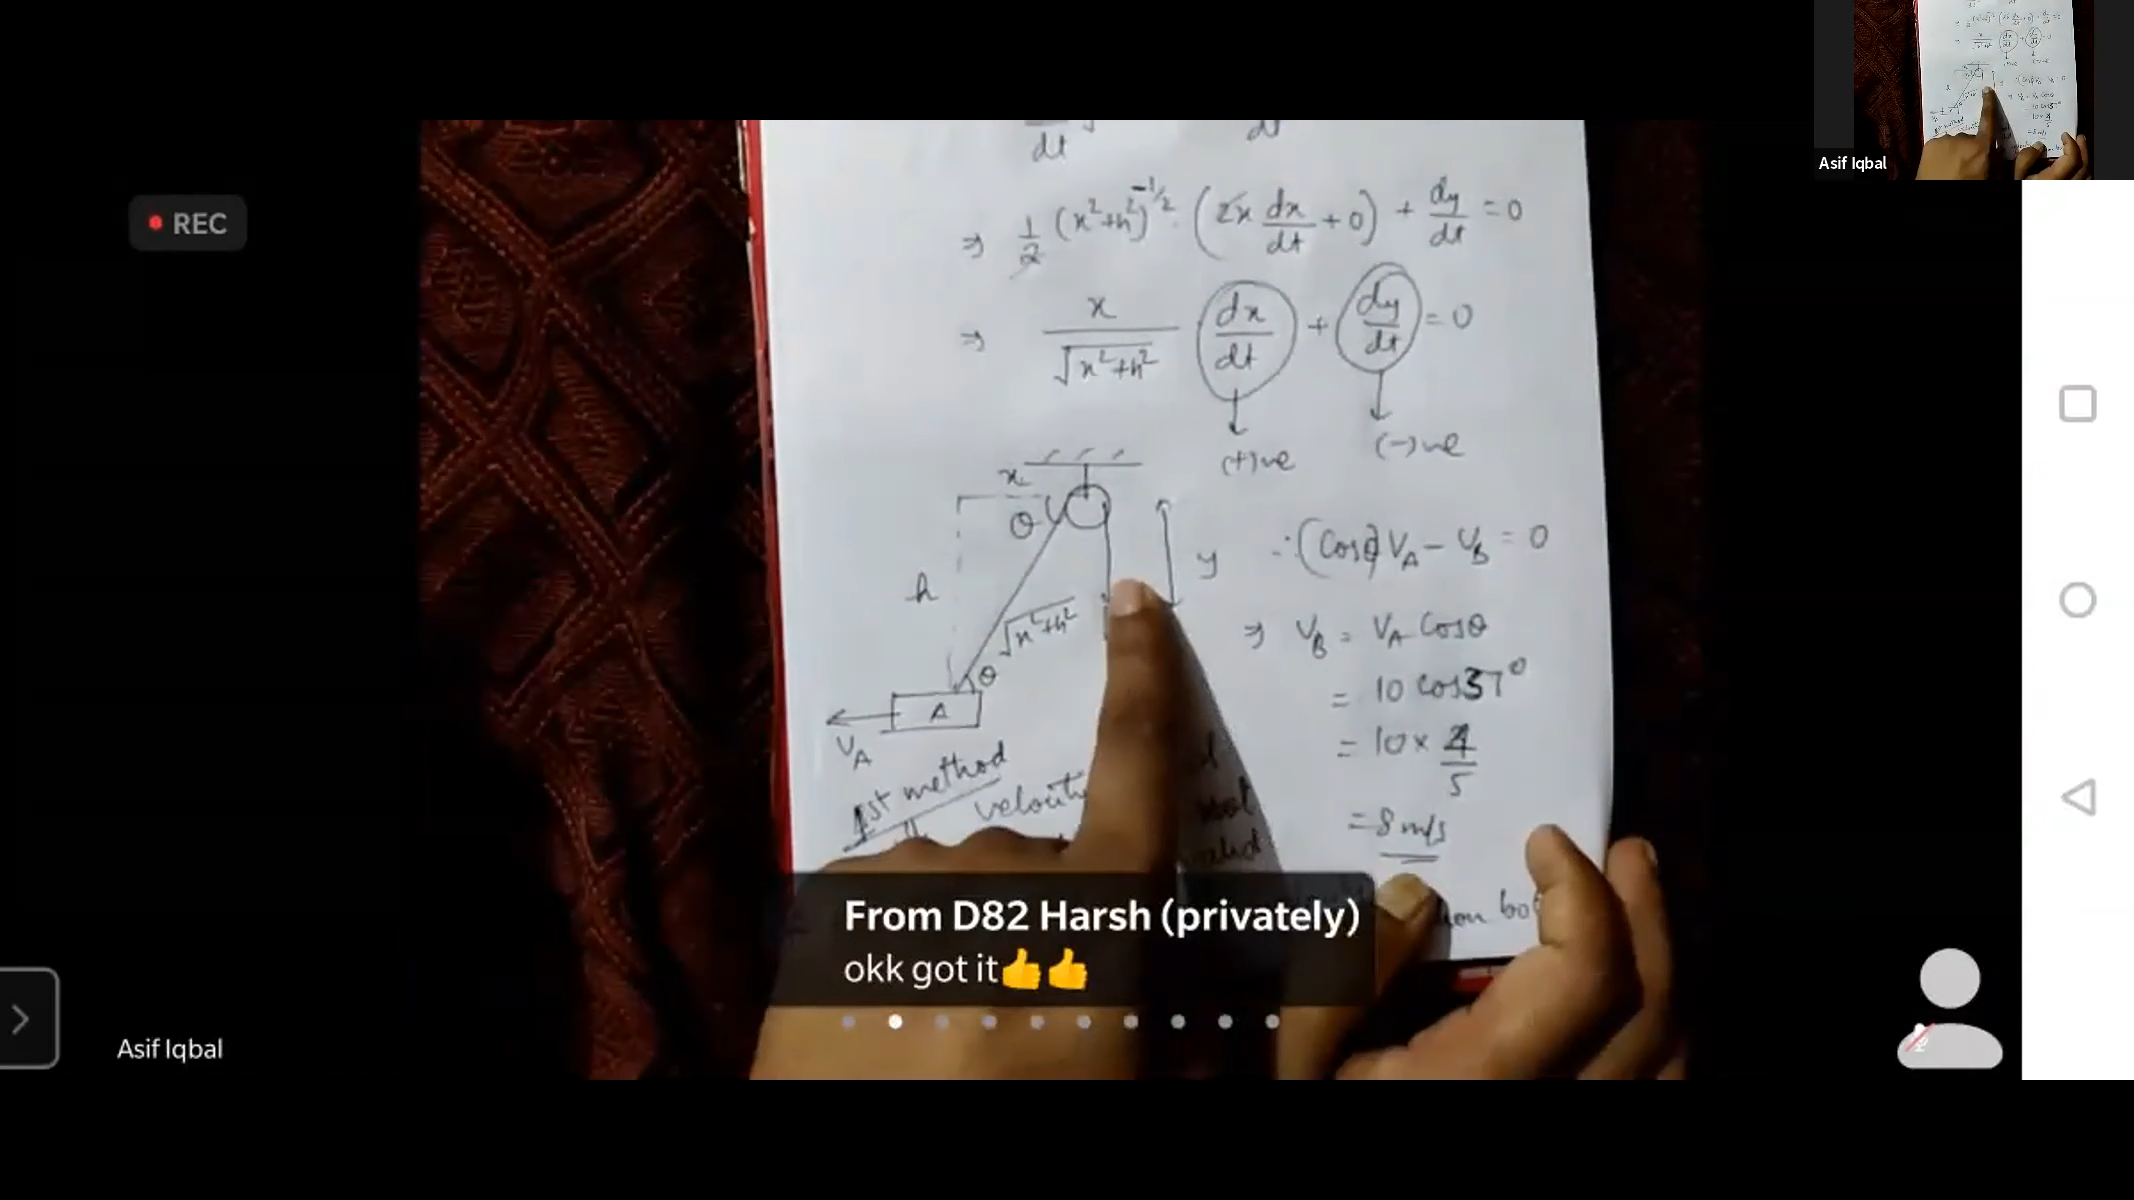 REC
dt
dt
⇒ 1/2 (x²+h²)^-1/2 · (2x dx/dt + 0) + dy/dt = 0
⇒ x/√x²+h² dx/dt + dy/dt = 0
(+)ve (-)ve
x
θ
h
√x²+h²
y
θ
A
V_A
∴ (Cosθ) V_A - V_B = 0
⇒ V_B = V_A Cosθ
= 10 Cos37°
= 10 × 4/5
= 8 m/s
1st method
velocity
From D82 Harsh (privately)
okk got it👍👍
Asif Iqbal
Asif Iqbal